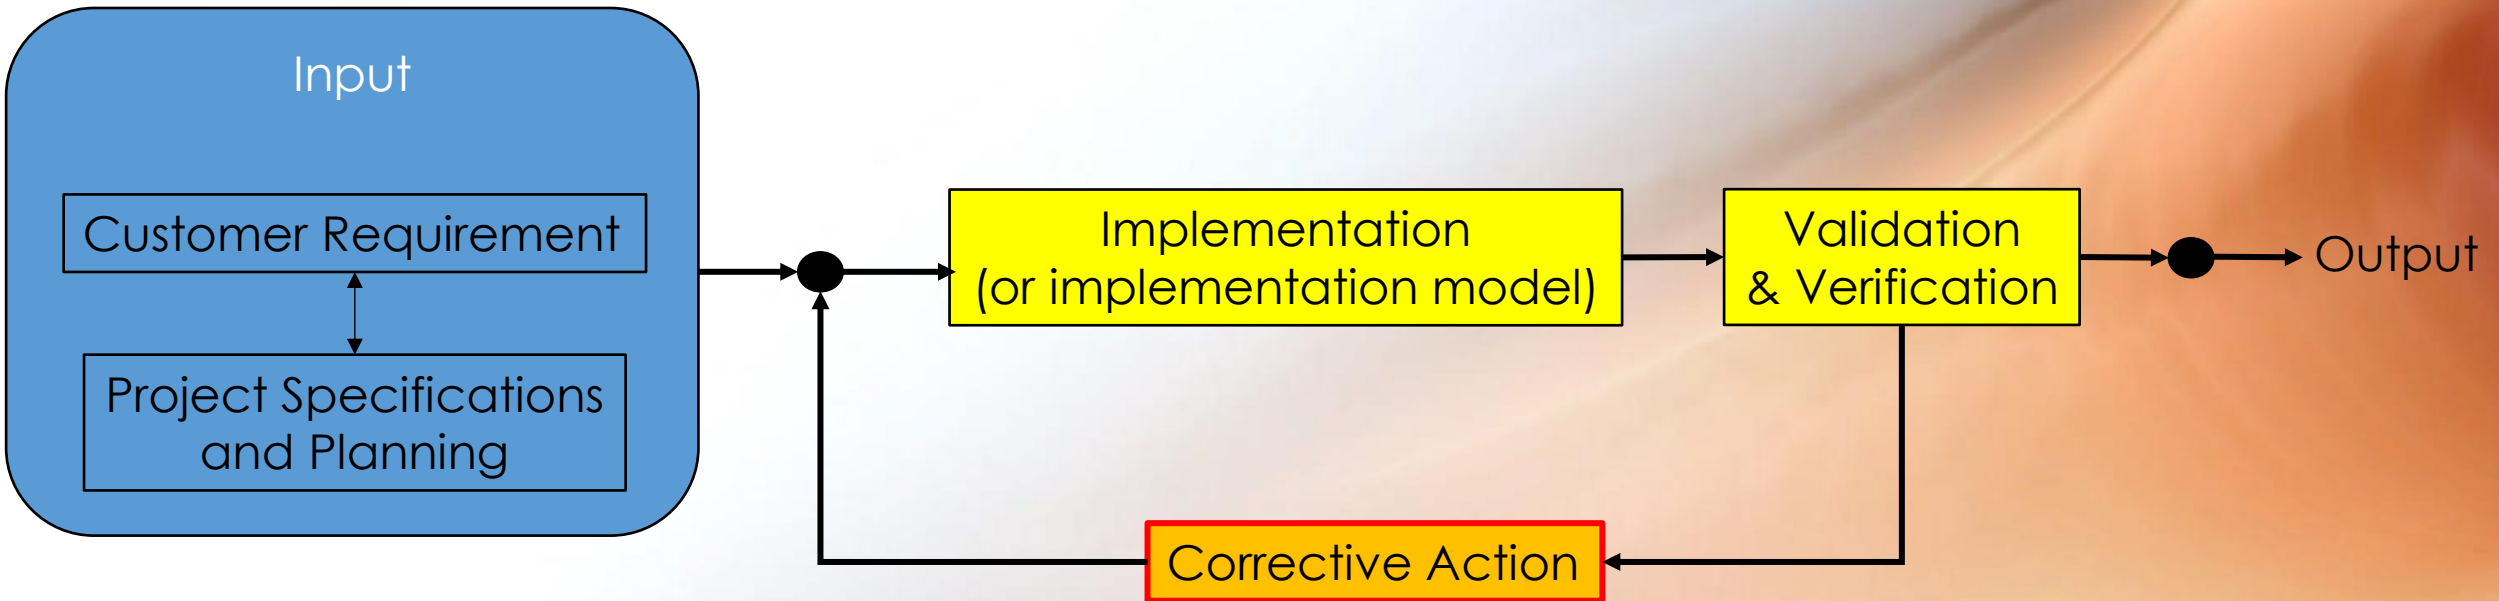 Input
Customer Requirement
Project Specifications
and Planning
Implementation
(or implementation model)
Validation
& Verification
Output
Corrective Action